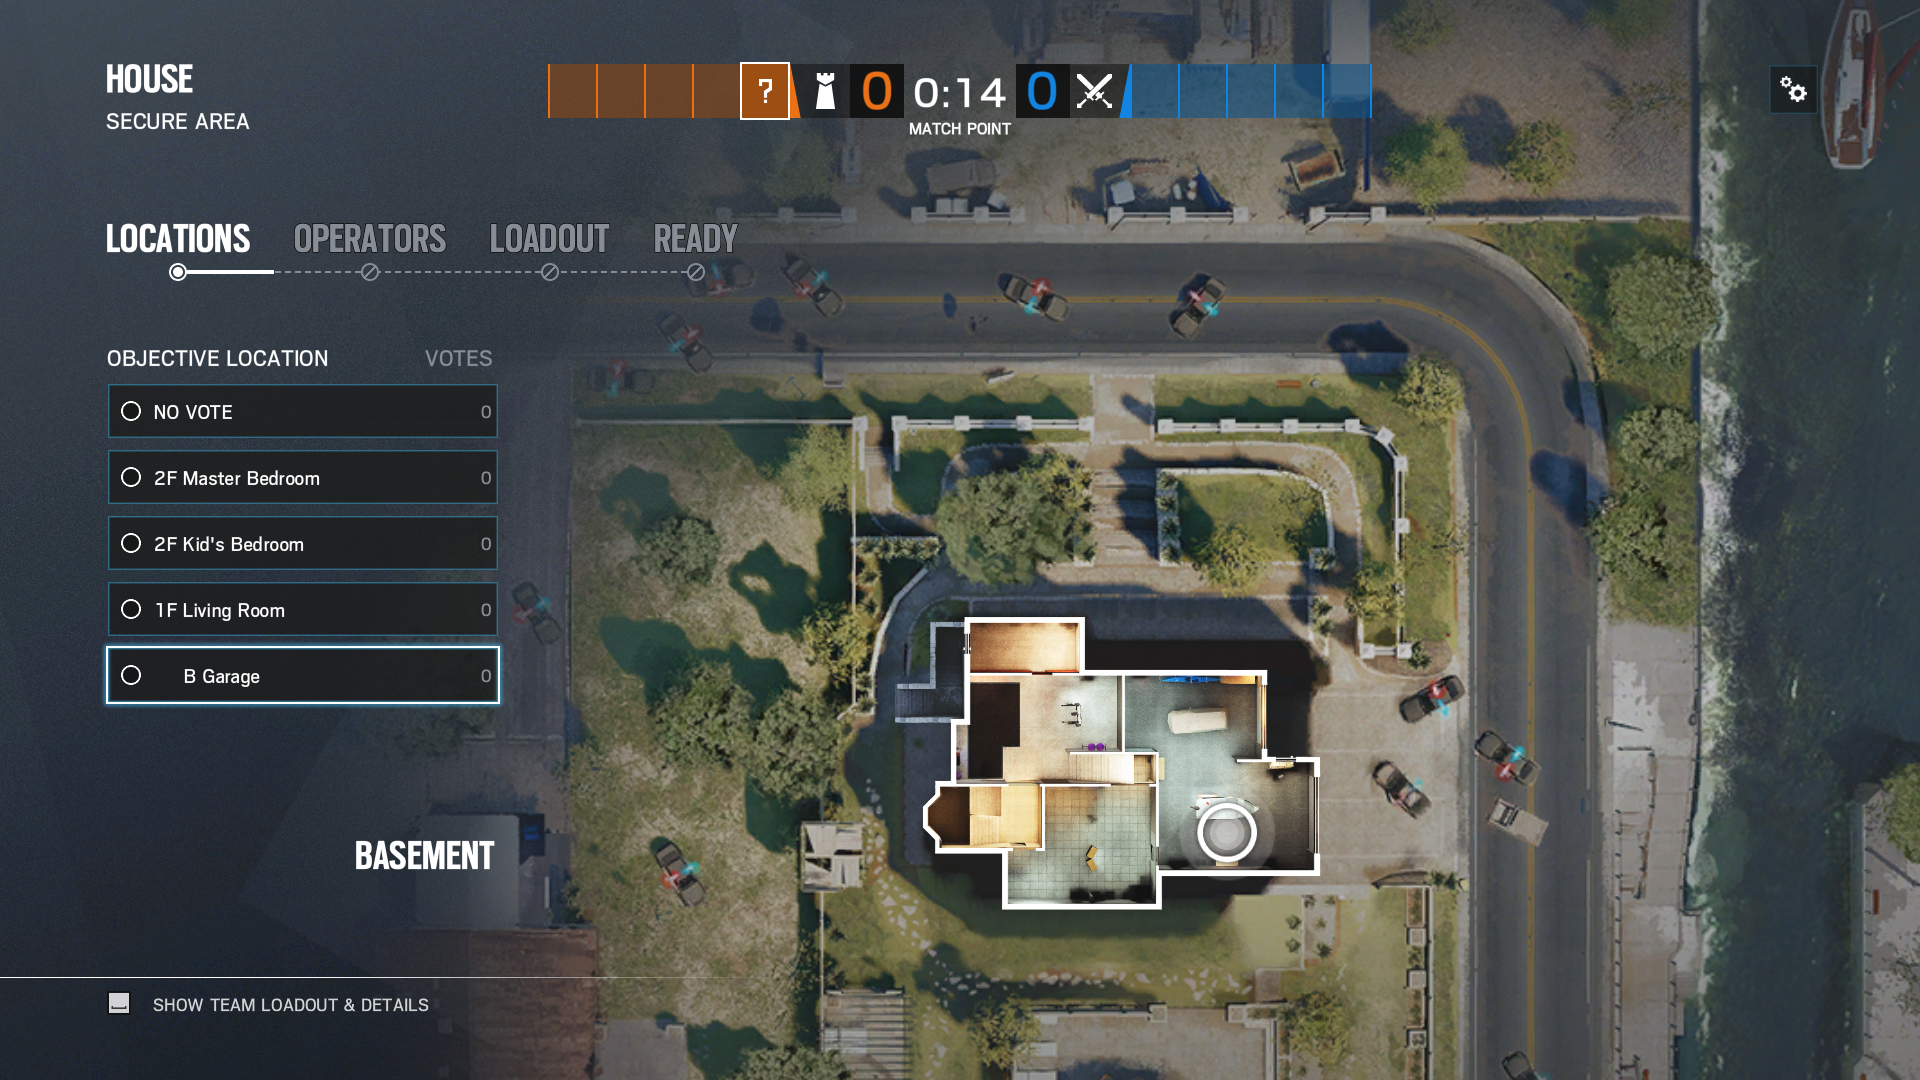 HOUSE
SECURE AREA
?
0
0:14
0
MATCH POINT
LOCATIONS
OPERATORS
LOADOUT
READY
OBJECTIVE LOCATION
VOTES
NO VOTE
0
2F Master Bedroom
0
2F Kid's Bedroom
0
1F Living Room
0
B Garage
0
BASEMENT
SHOW TEAM LOADOUT & DETAILS